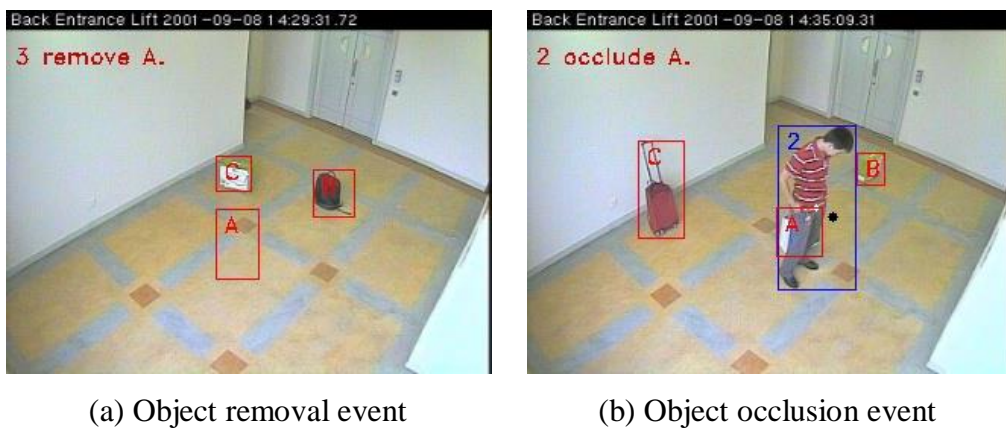 Back Entrance Lift 2001-09-08 14:29:31.72
3 remove A.
C
B
A
(a) Object removal event
Back Entrance Lift 2001-09-08 14:35:09.31
2 occlude A.
2
C
B
A
(b) Object occlusion event